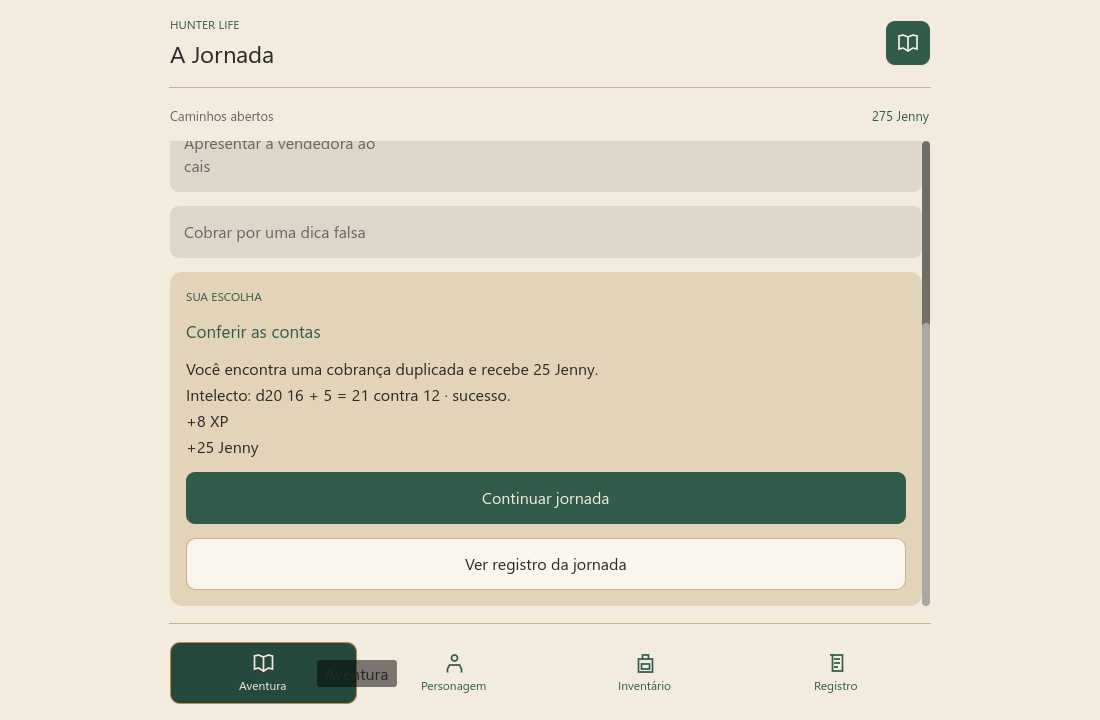 HUNTER LIFE
A Jornada
Caminhos abertos
275 Jenny
Apresentar a vendedora ao
cais
Cobrar por uma dica falsa
SUA ESCOLHA
Conferir as contas
Você encontra uma cobrança duplicada e recebe 25 Jenny.
Intelecto: d20 16 + 5 = 21 contra 12 · sucesso.
+8 XP
+25 Jenny
Continuar jornada
Ver registro da jornada
Aventura
Aventura
Personagem
Inventário
Registro